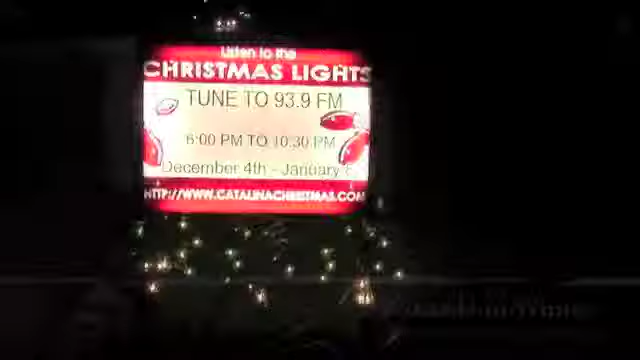 Listen to the
CHRISTMAS LIGHTS
TUNE TO 93.9 FM
6:00 PM TO 10:30 PM
December 4th - January
HTTP://WWW.CATALINACHRISTMAS.COM